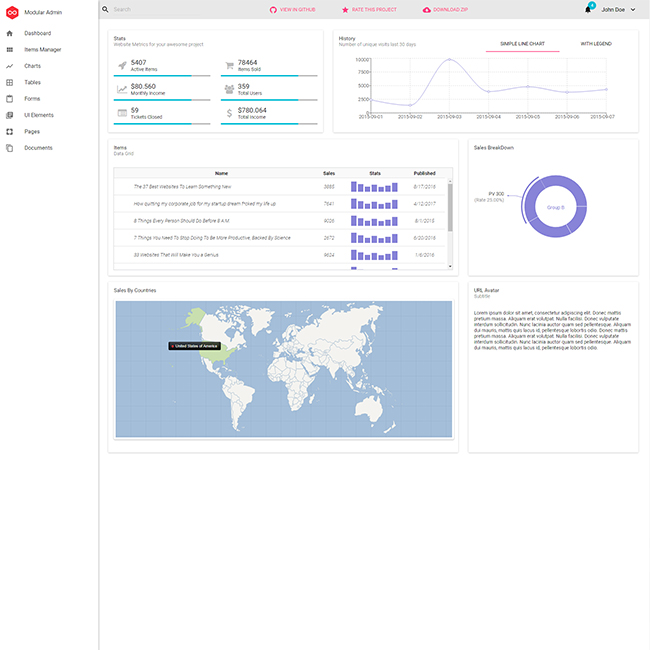 Modular Admin
Search
VIEW IN GITHUB
RATE THIS PROJECT
DOWNLOAD ZIP
4
John Doe
Dashboard
Items Manager
Charts
Tables
Forms
UI Elements
Pages
Documents
Stats
Website Metrics for your awesome project
5407
Active Items
78464
Items Sold
$80.560
Monthly Income
359
Total Users
59
Tickets Closed
$780.064
Total Income
History
Number of unique visits last 30 days
SIMPLE LINE CHART
WITH LEGEND
10000
7500
5000
2500
0
2015-09-01 2015-09-02 2015-09-03 2015-09-04 2015-09-05 2015-09-06 2015-09-07
Items
Data Grid
Name Sales Stats Published
The 37 Best Websites To Learn Something New 3885 8/17/2016
How quitting my corporate job for my startup dream f*cked my life up 7641 4/12/2017
8 Things Every Person Should Do Before 8 A.M. 9026 8/1/2015
7 Things You Need To Stop Doing To Be More Productive, Backed By Science 2672 6/20/2016
33 Websites That Will Make You a Genius 9624 1/6/2016
Sales BreakDown
PV 300
(Rate 25.00%)
Group B
Sales By Countries
United States of America
URL Avatar
Subtitle
Lorem ipsum dolor sit amet, consectetur adipiscing elit. Donec mattis
pretium massa. Aliquam erat volutpat. Nulla facilisi. Donec vulputate
interdum sollicitudin. Nunc lacinia auctor quam sed pellentesque. Aliquam
dui mauris, mattis quis lacus id, pellentesque lobortis odio. Donec mattis
pretium massa. Aliquam erat volutpat. Nulla facilisi. Donec vulputate
interdum sollicitudin. Nunc lacinia auctor quam sed pellentesque. Aliquam
dui mauris, mattis quis lacus id, pellentesque lobortis odio.